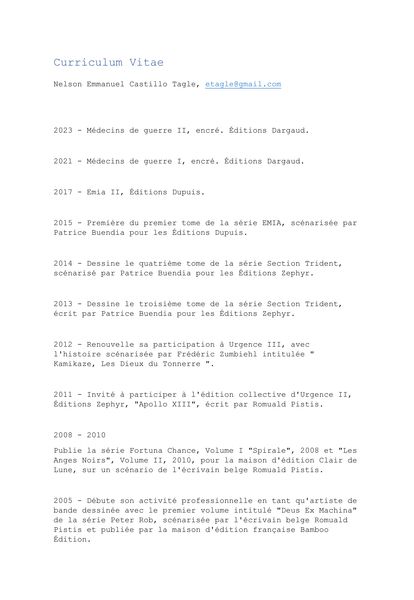 Curriculum Vitae
Nelson Emmanuel Castillo Tagle, etagle@gmail.com
2023 - Médecins de guerre II, encré. Éditions Dargaud.
2021 - Médecins de guerre I, encré. Éditions Dargaud.
2017 - Emia II, Éditions Dupuis.
2015 - Première du premier tome de la série EMIA, scénarisée par
Patrice Buendia pour les Éditions Dupuis.
2014 - Dessine le quatrième tome de la série Section Trident,
scénarisé par Patrice Buendia pour les Éditions Zephyr.
2013 - Dessine le troisième tome de la série Section Trident,
écrit par Patrice Buendia pour les Éditions Zephyr.
2012 - Renouvelle sa participation à Urgence III, avec
l'histoire scénarisée par Frédéric Zumbiehl intitulée "
Kamikaze, Les Dieux du Tonnerre ".
2011 - Invité à participer à l'édition collective d'Urgence II,
Éditions Zephyr, "Apollo XIII", écrit par Romuald Pistis.
2008 - 2010
Publie la série Fortuna Chance, Volume I "Spirale", 2008 et "Les
Anges Noirs", Volume II, 2010, pour la maison d'édition Clair de
Lune, sur un scénario de l'écrivain belge Romuald Pistis.
2005 - Débute son activité professionnelle en tant qu'artiste de
bande dessinée avec le premier volume intitulé "Deus Ex Machina"
de la série Peter Rob, scénarisée par l'écrivain belge Romuald
Pistis et publiée par la maison d'édition française Bamboo
Édition.